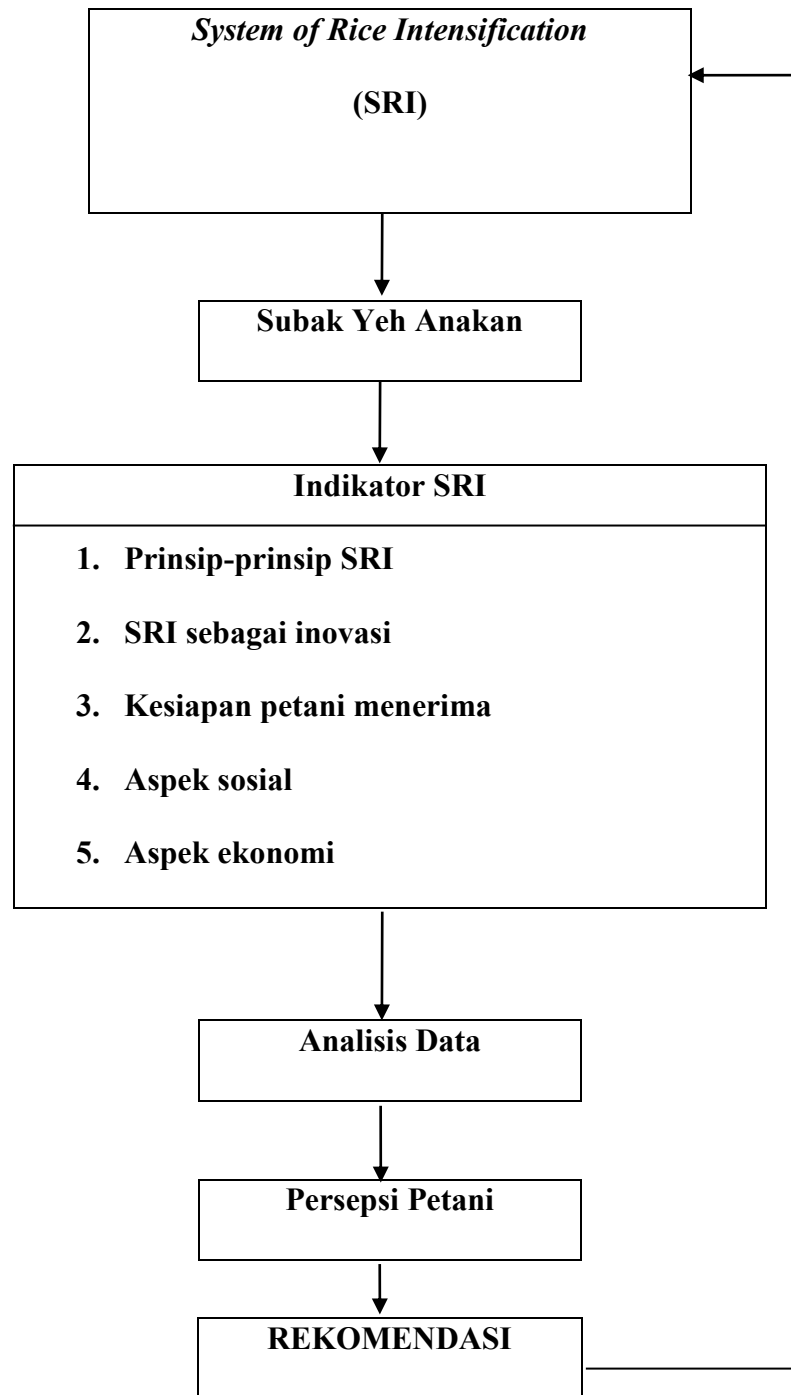 System of Rice Intensification
(SRI)
Subak Yeh Anakan
Indikator SRI
1. Prinsip-prinsip SRI
2. SRI sebagai inovasi
3. Kesiapan petani menerima
4. Aspek sosial
5. Aspek ekonomi
Analisis Data
Persepsi Petani
REKOMENDASI